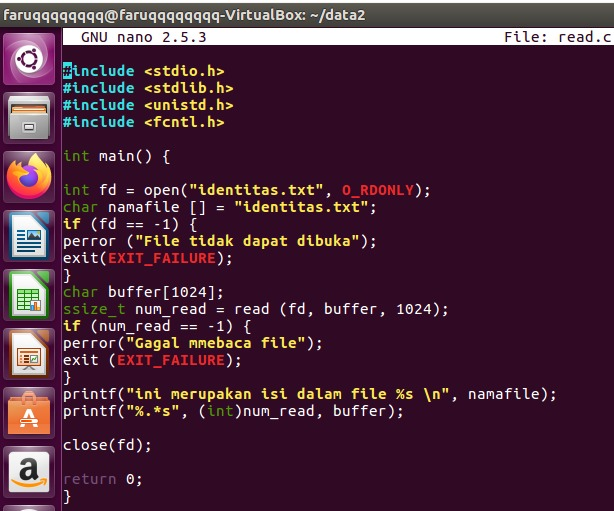 faruqqqqqqqq@faruqqqqqqqq-VirtualBox: ~/data2
GNU nano 2.5.3 File: read.c
#include <stdio.h>
#include <stdlib.h>
#include <unistd.h>
#include <fcntl.h>
int main() {
int fd = open("identitas.txt", O_RDONLY);
char namafile [] = "identitas.txt";
if (fd == -1) {
perror ("File tidak dapat dibuka");
exit(EXIT_FAILURE);
}
char buffer[1024];
ssize_t num_read = read (fd, buffer, 1024);
if (num_read == -1) {
perror("Gagal mmebaca file");
exit (EXIT_FAILURE);
}
printf("ini merupakan isi dalam file %s \n", namafile);
printf("%.*s", (int)num_read, buffer);
close(fd);
return 0;
}